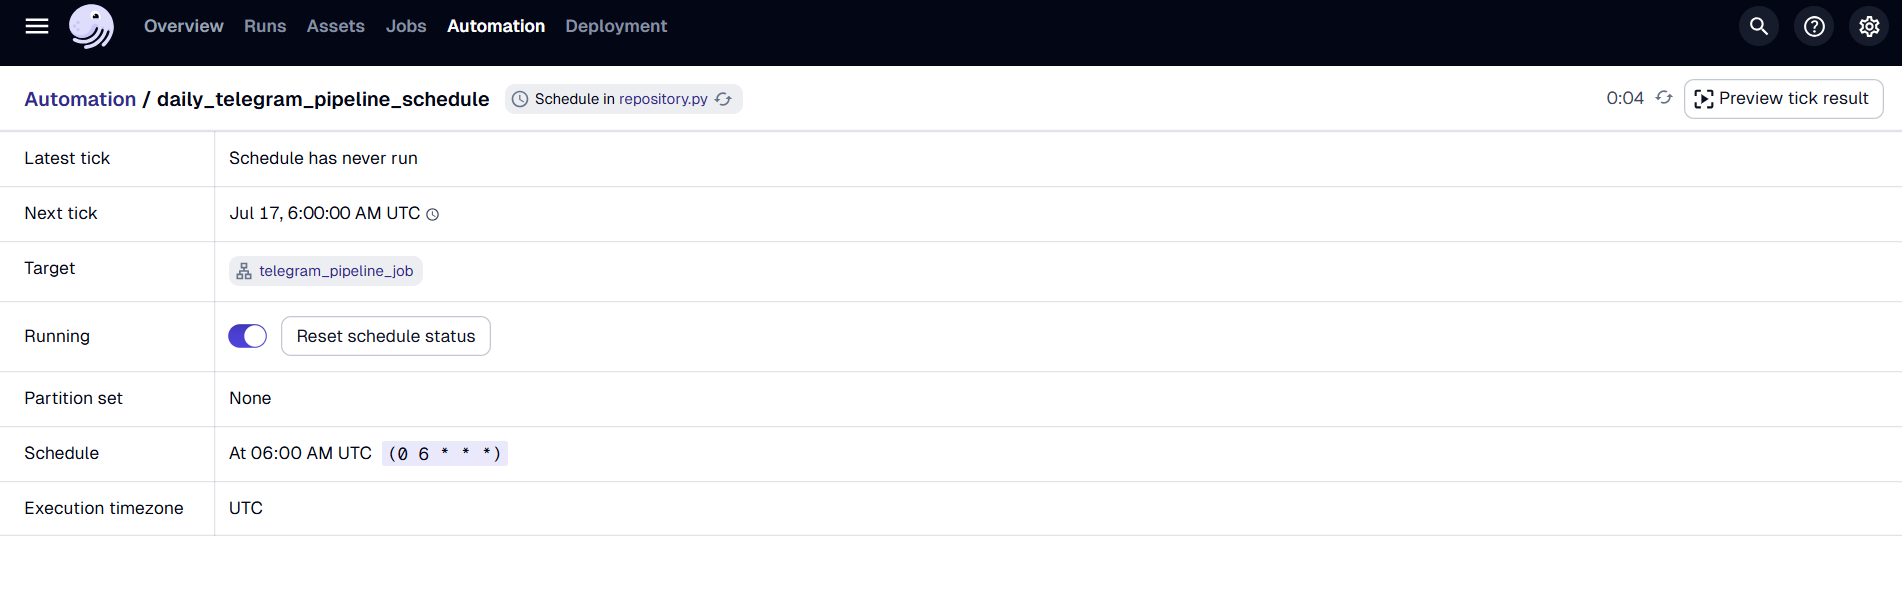 Overview Runs Assets Jobs Automation Deployment
Automation / daily_telegram_pipeline_schedule Schedule in repository.py 0:04 Preview tick result
Latest tick Schedule has never run
Next tick Jul 17, 6:00:00 AM UTC
Target telegram_pipeline_job
Running Reset schedule status
Partition set None
Schedule At 06:00 AM UTC (0 6 * * *)
Execution timezone UTC